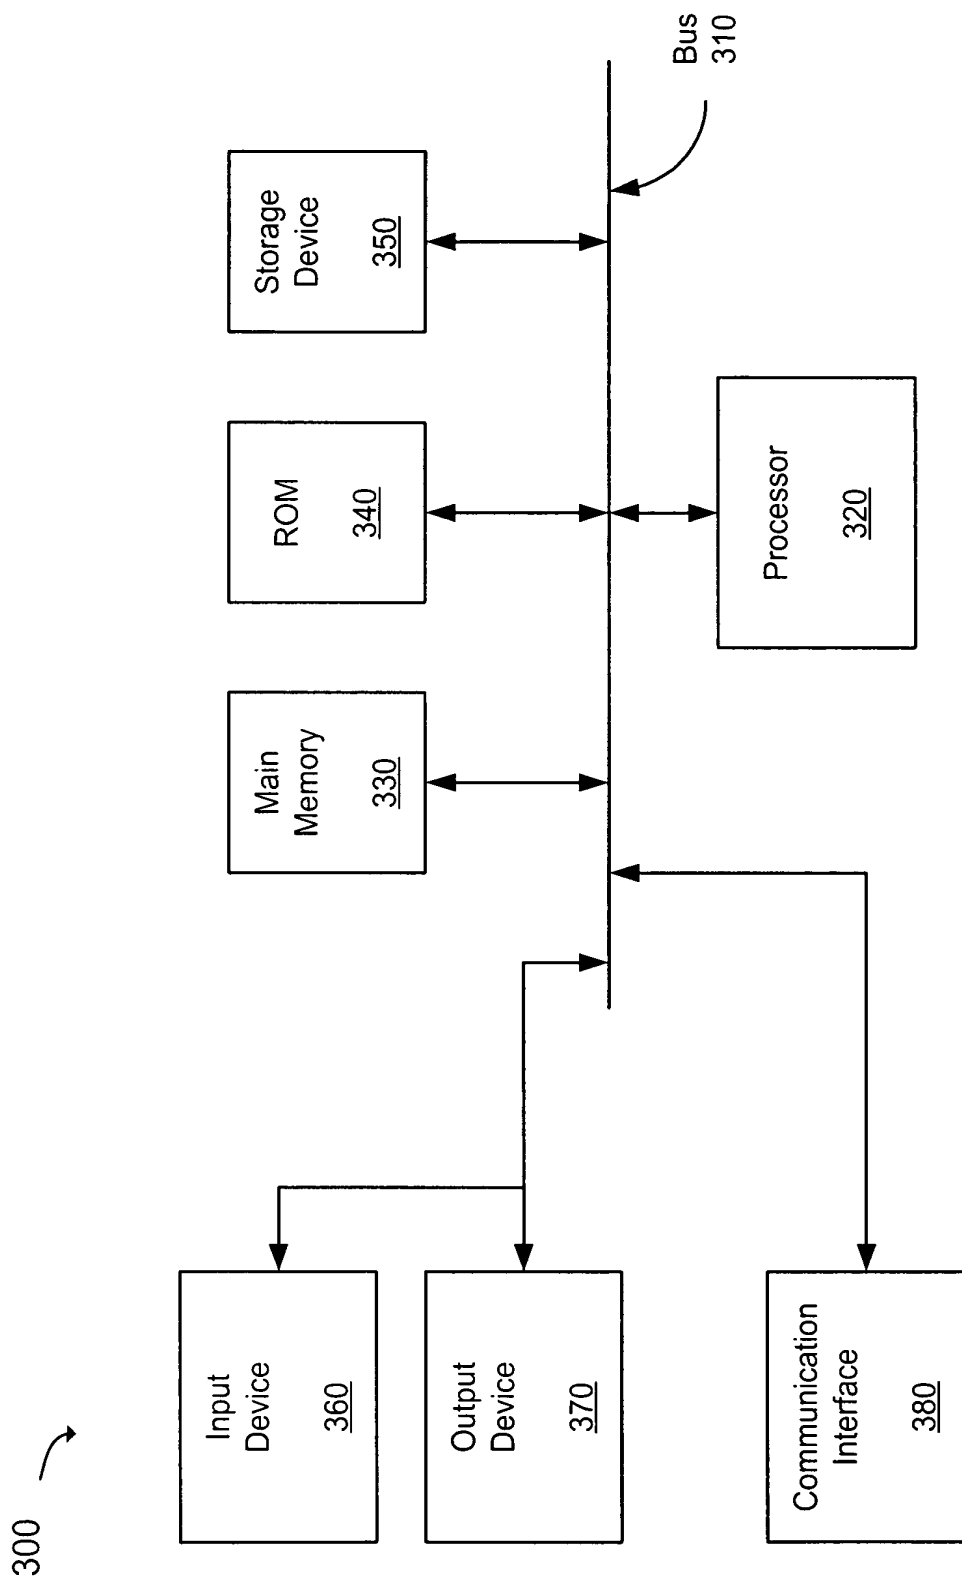 300
Input
Device
360
Output
Device
370
Communication
Interface
380
Main
Memory
330
ROM
340
Storage
Device
350
Processor
320
Bus
310